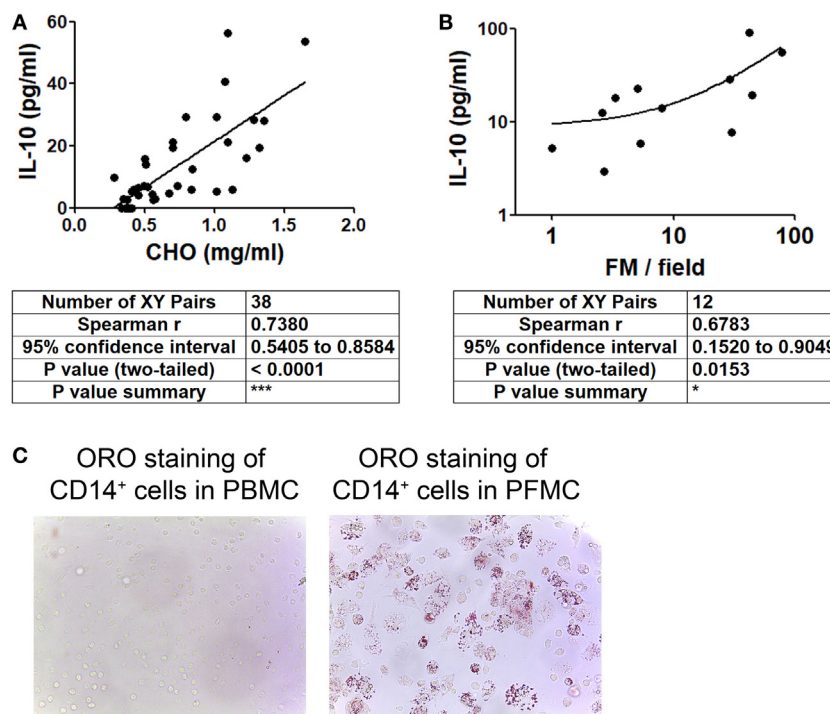 A
IL-10 (pg/ml)
60
40
20
0
0.0 0.5 1.0 1.5 2.0
CHO (mg/ml)
Number of XY Pairs 38
Spearman r 0.7380
95% confidence interval 0.5405 to 0.8584
P value (two-tailed) < 0.0001
P value summary ***
B
IL-10 (pg/ml)
100
10
1
1 10 100
FM / field
Number of XY Pairs 12
Spearman r 0.6783
95% confidence interval 0.1520 to 0.9049
P value (two-tailed) 0.0153
P value summary *
C
ORO staining of
CD14⁺ cells in PBMC
ORO staining of
CD14⁺ cells in PFMC